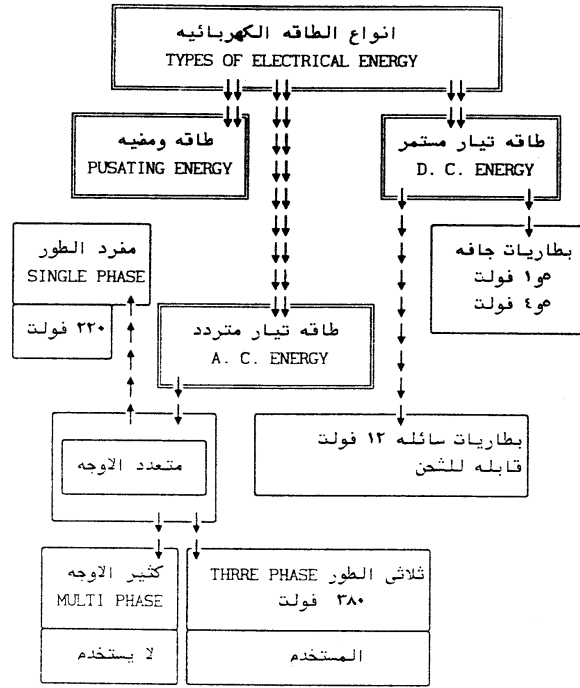 انواع الطاقه الكهربائيه
TYPES OF ELECTRICAL ENERGY
طاقه تيار مستمر
D. C. ENERGY
طاقه ومضيه
PUSATING ENERGY
بطاريات جافه
١و٥ فولت
٤و٥ فولت
مفرد الطور
SINGLE PHASE
٢٢٠ فولت
طاقه تيار متردد
A. C. ENERGY
بطاريات سائله ١٢ فولت
قابله للشحن
متعدد الاوجه
ثلاثى الطور THRRE PHASE
٣٨٠ فولت
المستخدم
كثير الاوجه
MULTI PHASE
لا يستخدم